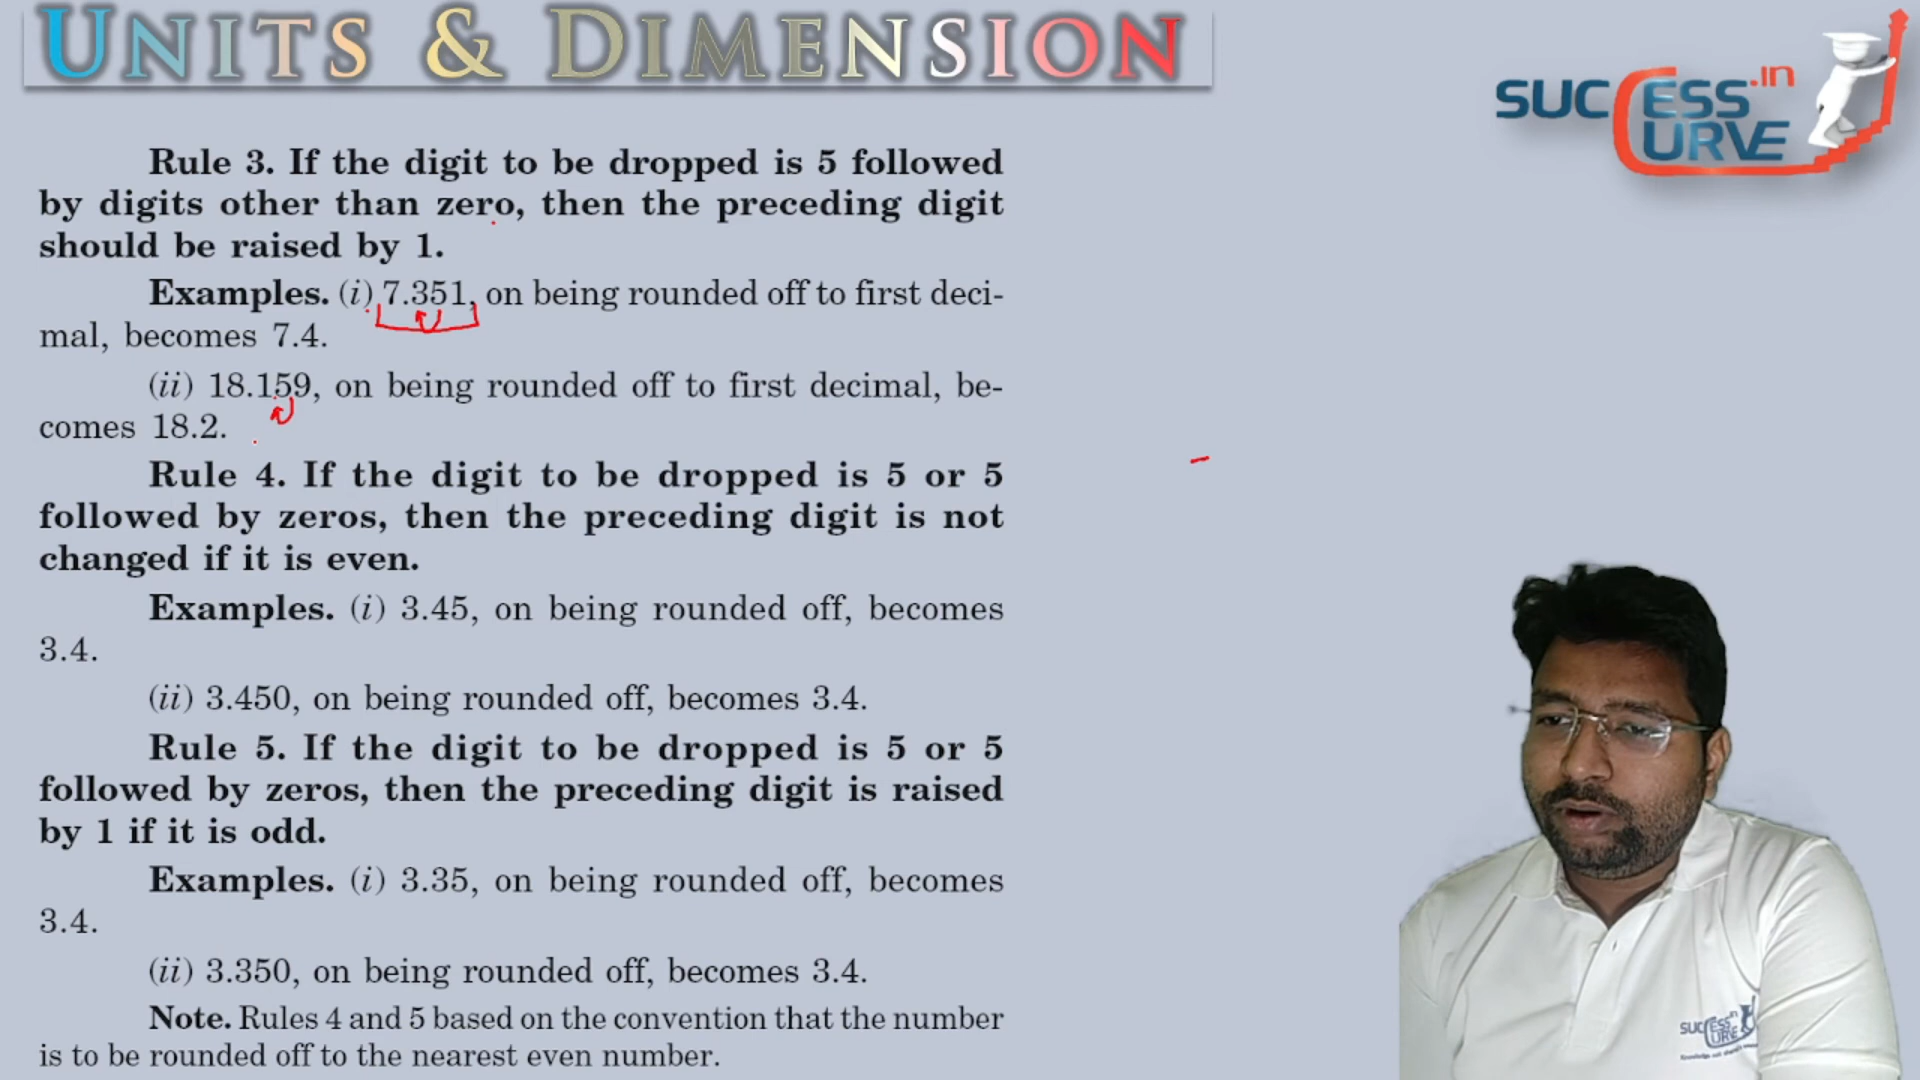 UNITS & DIMENSION
SUCCESS.in
CURVE
Rule 3. If the digit to be dropped is 5 followed
by digits other than zero, then the preceding digit
should be raised by 1.
Examples. (i) 7.351, on being rounded off to first deci-
mal, becomes 7.4.
(ii) 18.159, on being rounded off to first decimal, be-
comes 18.2.
Rule 4. If the digit to be dropped is 5 or 5
followed by zeros, then the preceding digit is not
changed if it is even.
Examples. (i) 3.45, on being rounded off, becomes
3.4.
(ii) 3.450, on being rounded off, becomes 3.4.
Rule 5. If the digit to be dropped is 5 or 5
followed by zeros, then the preceding digit is raised
by 1 if it is odd.
Examples. (i) 3.35, on being rounded off, becomes
3.4.
(ii) 3.350, on being rounded off, becomes 3.4.
Note. Rules 4 and 5 based on the convention that the number
is to be rounded off to the nearest even number.
SUCCESS.in
CURVE